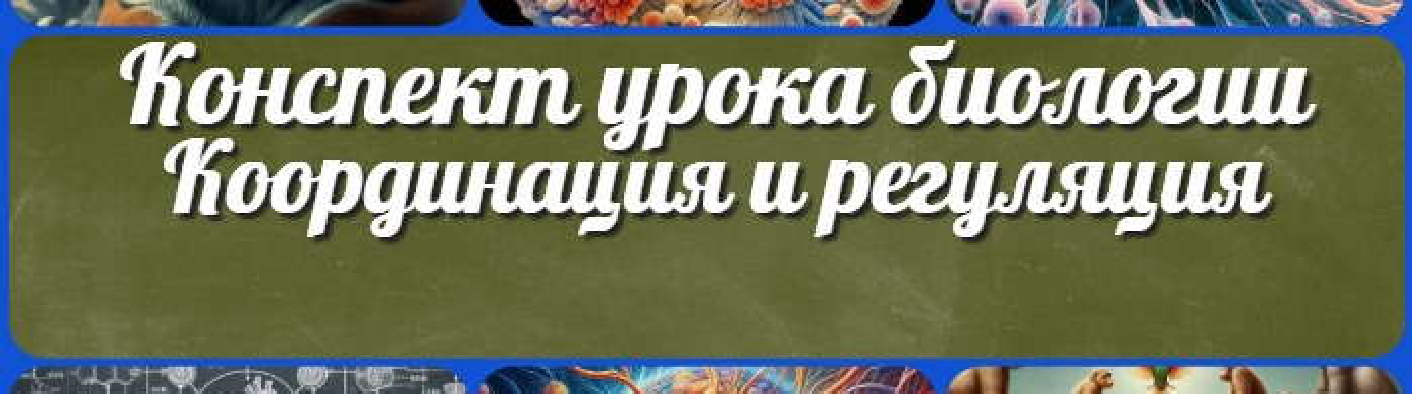 Конспект урока биологии
Координация и регуляция